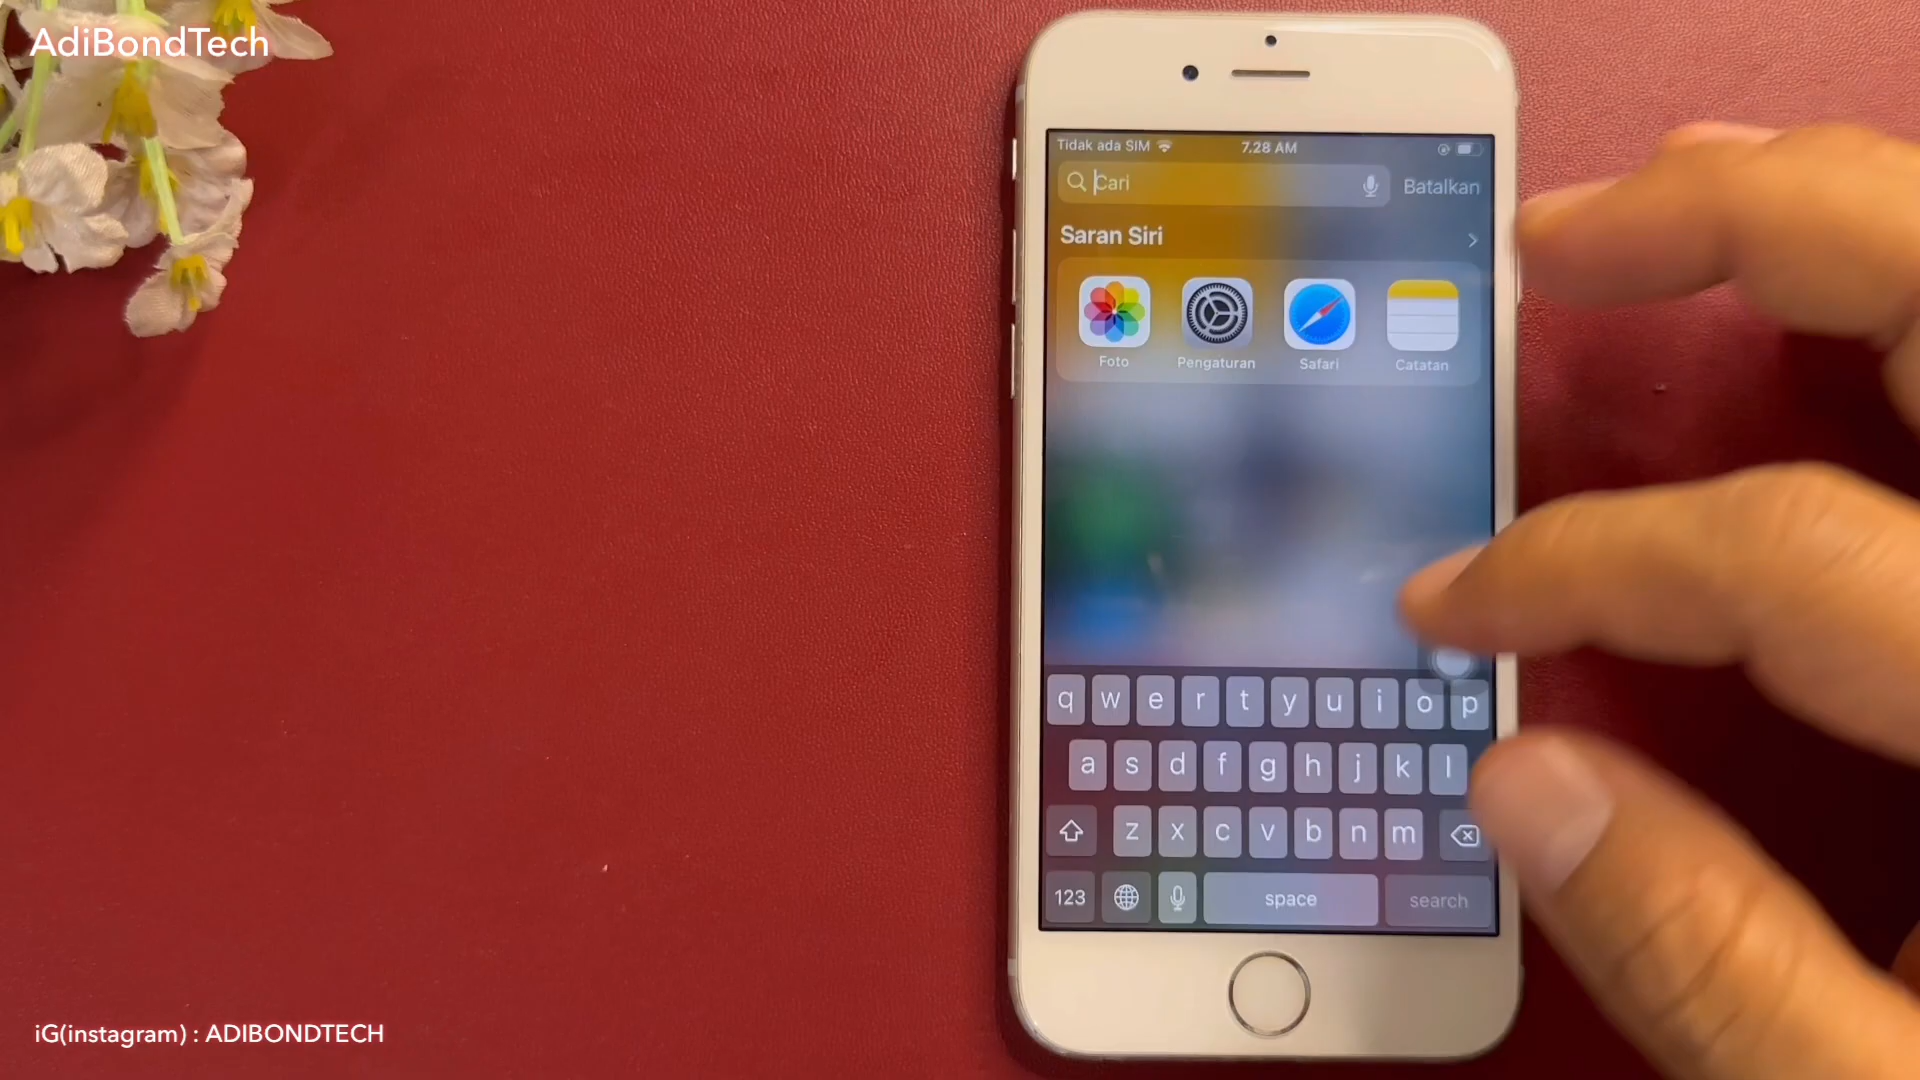 AdiBondTech
Tidak ada SIM
7.28 AM
Cari
Batalkan
Saran Siri
Foto
Pengaturan
Safari
Catatan
q w e r t y u i o p
a s d f g h j k l
z x c v b n m
123
space
search
iG(instagram) : ADIBONDTECH